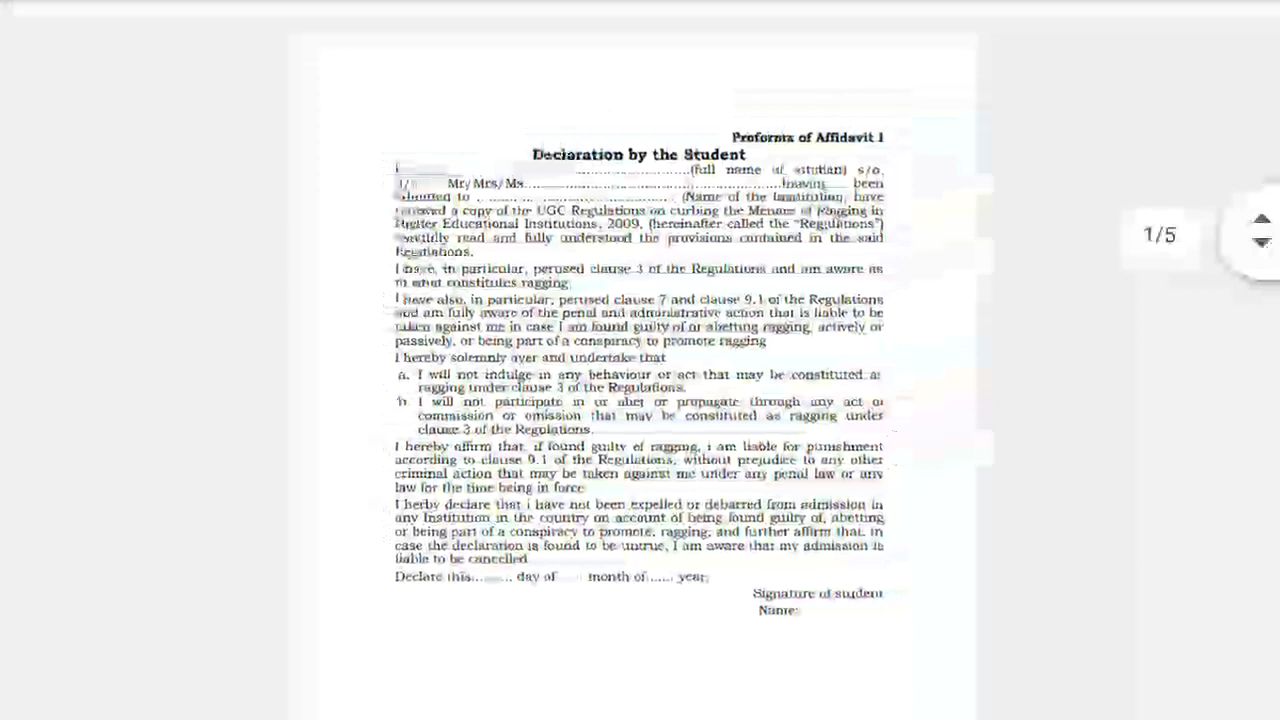 Proforma of Affidavit I
Declaration by the Student
I ........................(full name of student) s/o,
Mr/Mrs/Ms..................................................having been
admitted to (Name of the Institution, have
received a copy of the UGC Regulations on curbing the Menace of Ragging in
Higher Educational Institutions, 2009, (hereinafter called the "Regulations")
carefully read and fully understood the provisions contained in the said
Regulations.
1/5
I have, in particular, perused clause 3 of the Regulations and am aware as
to what constitutes ragging.
I have also, in particular, perused clause 7 and clause 9.1 of the Regulations
and am fully aware of the penal and administrative action that is liable to be
taken against me in case I am found guilty of or abetting ragging, actively or
passively, or being part of a conspiracy to promote ragging
I hereby solemnly aver and undertake that
a. I will not indulge in any behaviour or act that may be constituted as
ragging under clause 3 of the Regulations.
b. I will not participate in or abet or propagate through any act of
commission or omission that may be constituted as ragging under
clause 3 of the Regulations.
I hereby affirm that, if found guilty of ragging, i am liable for punishment
according to clause 9.1 of the Regulations, without prejudice to any other
criminal action that may be taken against me under any penal law or any
law for the time being in force
I herby declare that i have not been expelled or debarred from admission in
any Institution in the country on account of being found guilty of, abetting
or being part of a conspiracy to promote, ragging; and further affirm that, in
case the declaration is found to be untrue, I am aware that my admission is
liable to be cancelled
Declare this......... day of month of...... year,
Signature of student
Name: